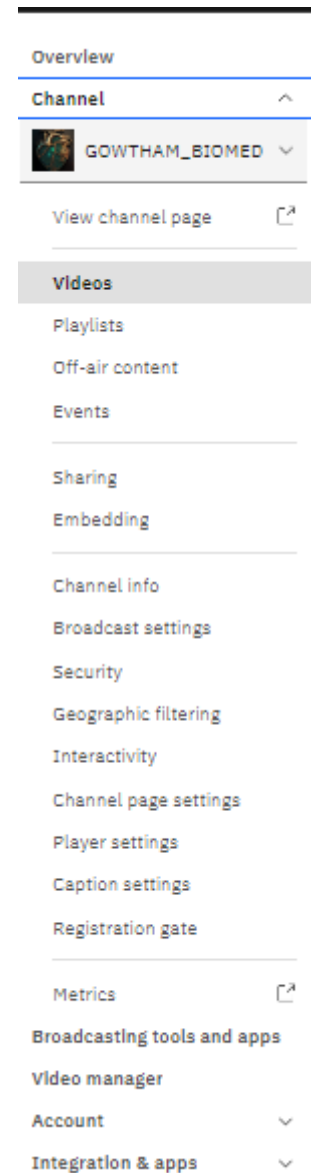 Overview
Channel
GOWTHAM_BIOMED
View channel page
Videos
Playlists
Off-air content
Events
Sharing
Embedding
Channel info
Broadcast settings
Security
Geographic filtering
Interactivity
Channel page settings
Player settings
Caption settings
Registration gate
Metrics
Broadcasting tools and apps
Video manager
Account
Integration & apps